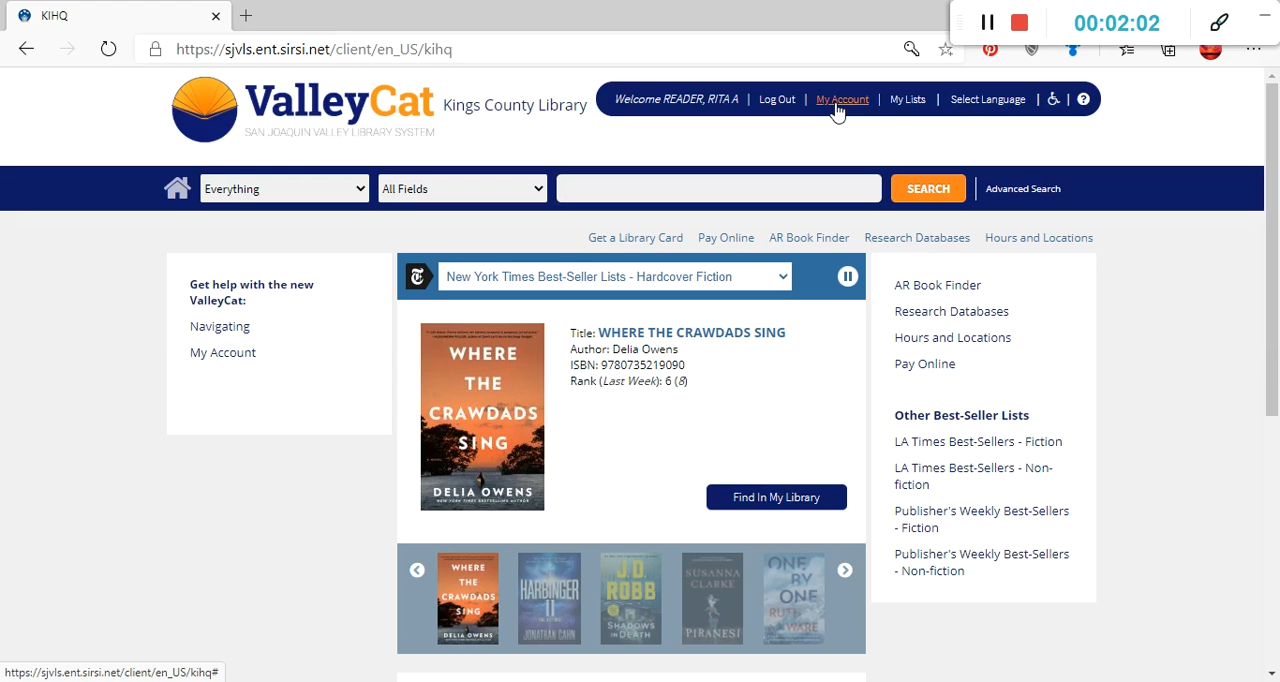 KIHQ
00:02:02
https://sjvls.ent.sirsi.net/client/en_US/kihq
ValleyCat
SAN JOAQUIN VALLEY LIBRARY SYSTEM
Kings County Library
Welcome READER, RITA A | Log Out | My Account | My Lists | Select Language | | ?
Everything
All Fields
SEARCH
Advanced Search
Get a Library Card
Pay Online
AR Book Finder
Research Databases
Hours and Locations
Get help with the new
ValleyCat:
Navigating
My Account
New York Times Best-Seller Lists - Hardcover Fiction
WHERE
THE
CRAWDADS
SING
DELIA OWENS
Title: WHERE THE CRAWDADS SING
Author: Delia Owens
ISBN: 9780735219090
Rank (Last Week): 6 (8)
Find In My Library
WHERE
THE
CRAWDADS
SING
DELIA OWENS
THE
HARBINGER
II
JONATHAN CAHN
J.D.
ROBB
SHADOWS
IN DEATH
SUSANNA
CLARKE
PIRANESI
ONE
BY
ONE
RUTH
WARE
AR Book Finder
Research Databases
Hours and Locations
Pay Online
Other Best-Seller Lists
LA Times Best-Sellers - Fiction
LA Times Best-Sellers - Non-
fiction
Publisher's Weekly Best-Sellers
- Fiction
Publisher's Weekly Best-Sellers
- Non-fiction
https://sjvls.ent.sirsi.net/client/en_US/kihq#